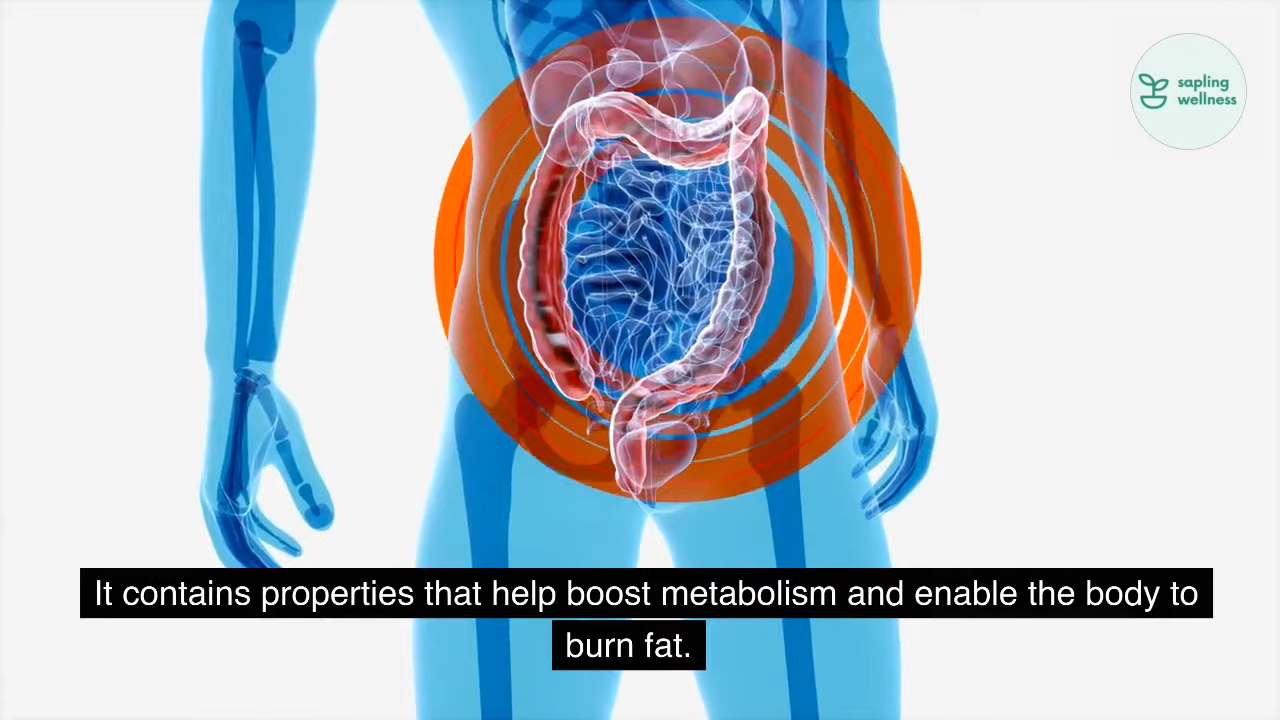 sapling
wellness
It contains properties that help boost metabolism and enable the body to
burn fat.